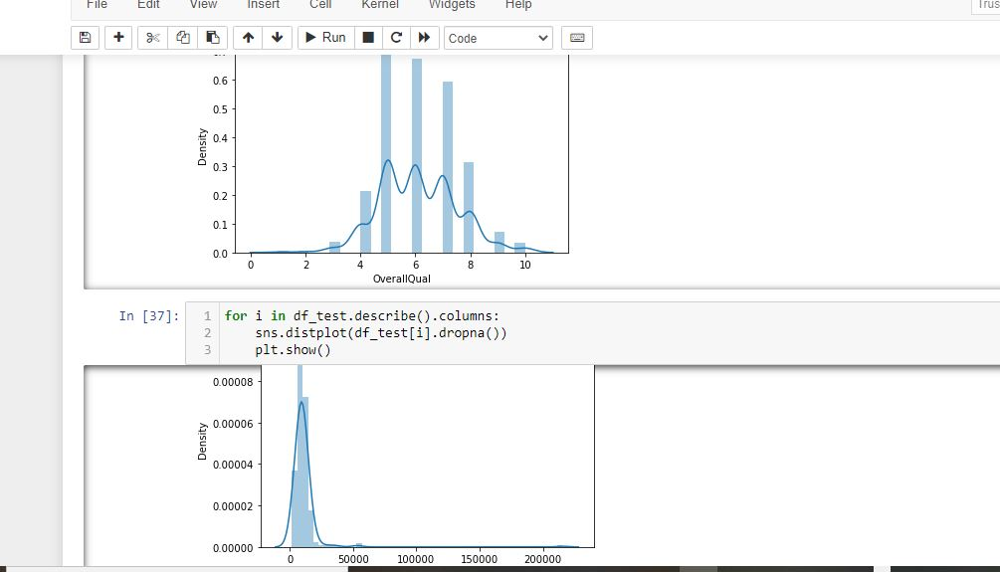 File Edit View Insert Cell Kernel Widgets Help Trus
Run Code
0.6
0.5
0.4
0.3
0.2
0.1
0.0
Density
0 2 4 6 8 10
OverallQual
In [37]:
1 for i in df_test.describe().columns:
2 sns.distplot(df_test[i].dropna())
3 plt.show()
0.00008
0.00006
0.00004
0.00002
0.00000
Density
0 50000 100000 150000 200000